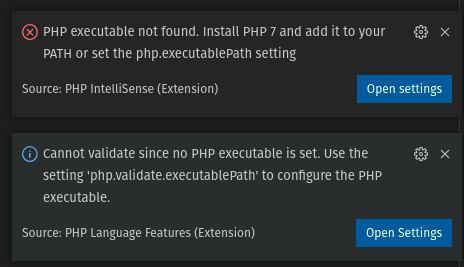 PHP executable not found. Install PHP 7 and add it to your
PATH or set the php.executablePath setting
Source: PHP IntelliSense (Extension)
Open settings
Cannot validate since no PHP executable is set. Use the
setting 'php.validate.executablePath' to configure the PHP
executable.
Source: PHP Language Features (Extension)
Open Settings